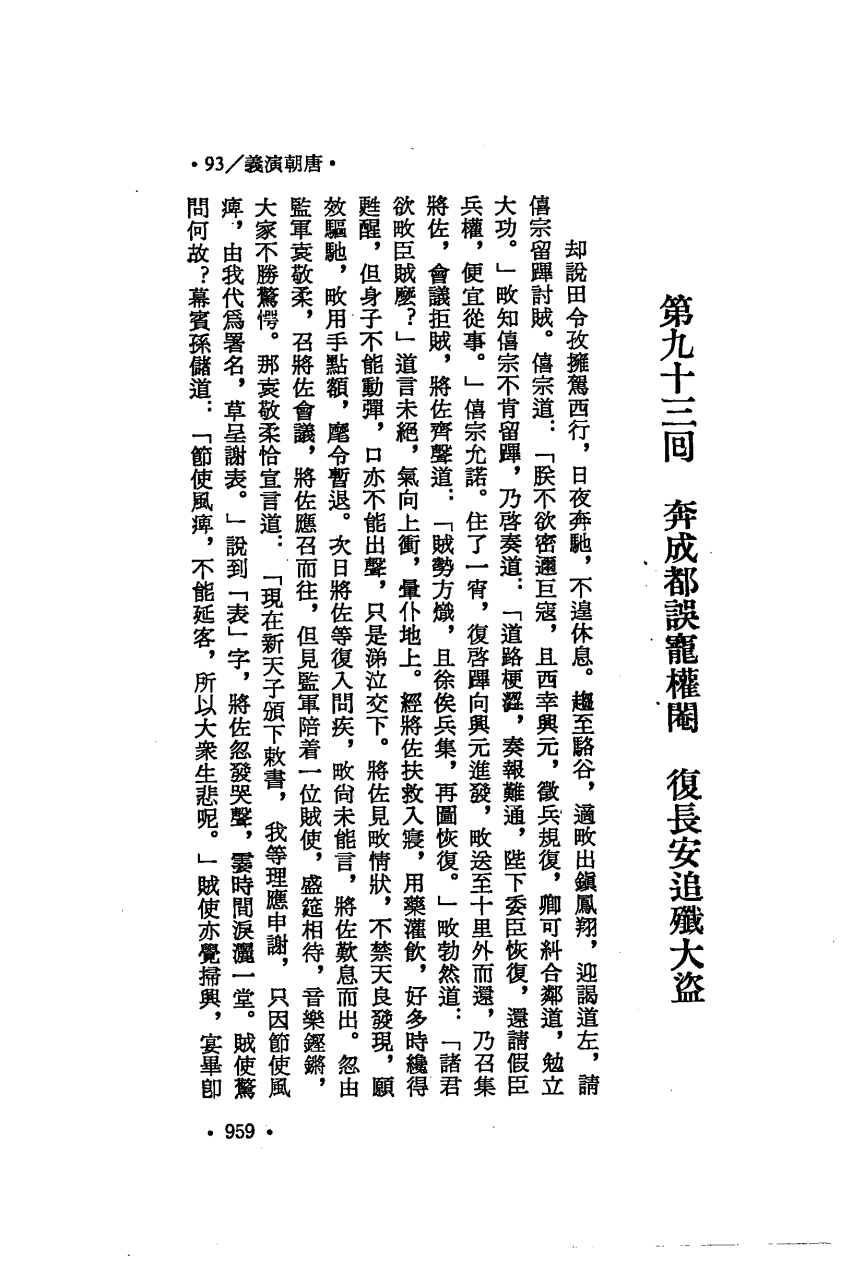 ·93/義演朝唐·
第九十三回　奔成都誤寵權閹　復長安追殲大盜
却說田令孜擁駕西行，日夜奔馳，不遑休息。趨至駱谷，適畋出鎭鳳翔，迎謁道左，請
僖宗留蹕討賊。僖宗道：「朕不欲密邇巨寇，且西幸興元，徵兵規復，卿可糾合鄰道，勉立
大功。」畋知僖宗不肯留蹕，乃啓奏道：「道路梗澀，奏報難通，陛下委臣恢復，還請假臣
兵權，便宜從事。」僖宗允諾。住了一宵，復啓蹕向興元進發，畋送至十里外而還，乃召集
將佐，會議拒賊，將佐齊聲道：「賊勢方熾，且徐俟兵集，再圖恢復。」畋勃然道：「諸君
欲畋臣賊麼？」道言未絕，氣向上衝，暈仆地上。經將佐扶救入寢，用藥灌飲，好多時纔得
甦醒，但身子不能動彈，口亦不能出聲，只是涕泣交下。將佐見畋情狀，不禁天良發現，願
效驅馳，畋用手點額，麾令暫退。次日將佐等復入問疾，畋尙未能言，將佐歎息而出。忽由
監軍袁敬柔，召將佐會議，將佐應召而往，但見監軍陪着一位賊使，盛筵相待，音樂鏗鏘，
大家不勝驚愕。那袁敬柔恰宣言道：「現在新天子頒下敕書，我等理應申謝，只因節使風
痺，由我代爲署名，草呈謝表。」說到「表」字，將佐忽發哭聲，霎時間淚灑一堂。賊使驚
問何故？幕賓孫儲道：「節使風痺，不能延客，所以大衆生悲呢。」賊使亦覺掃興，宴畢卽
·959·